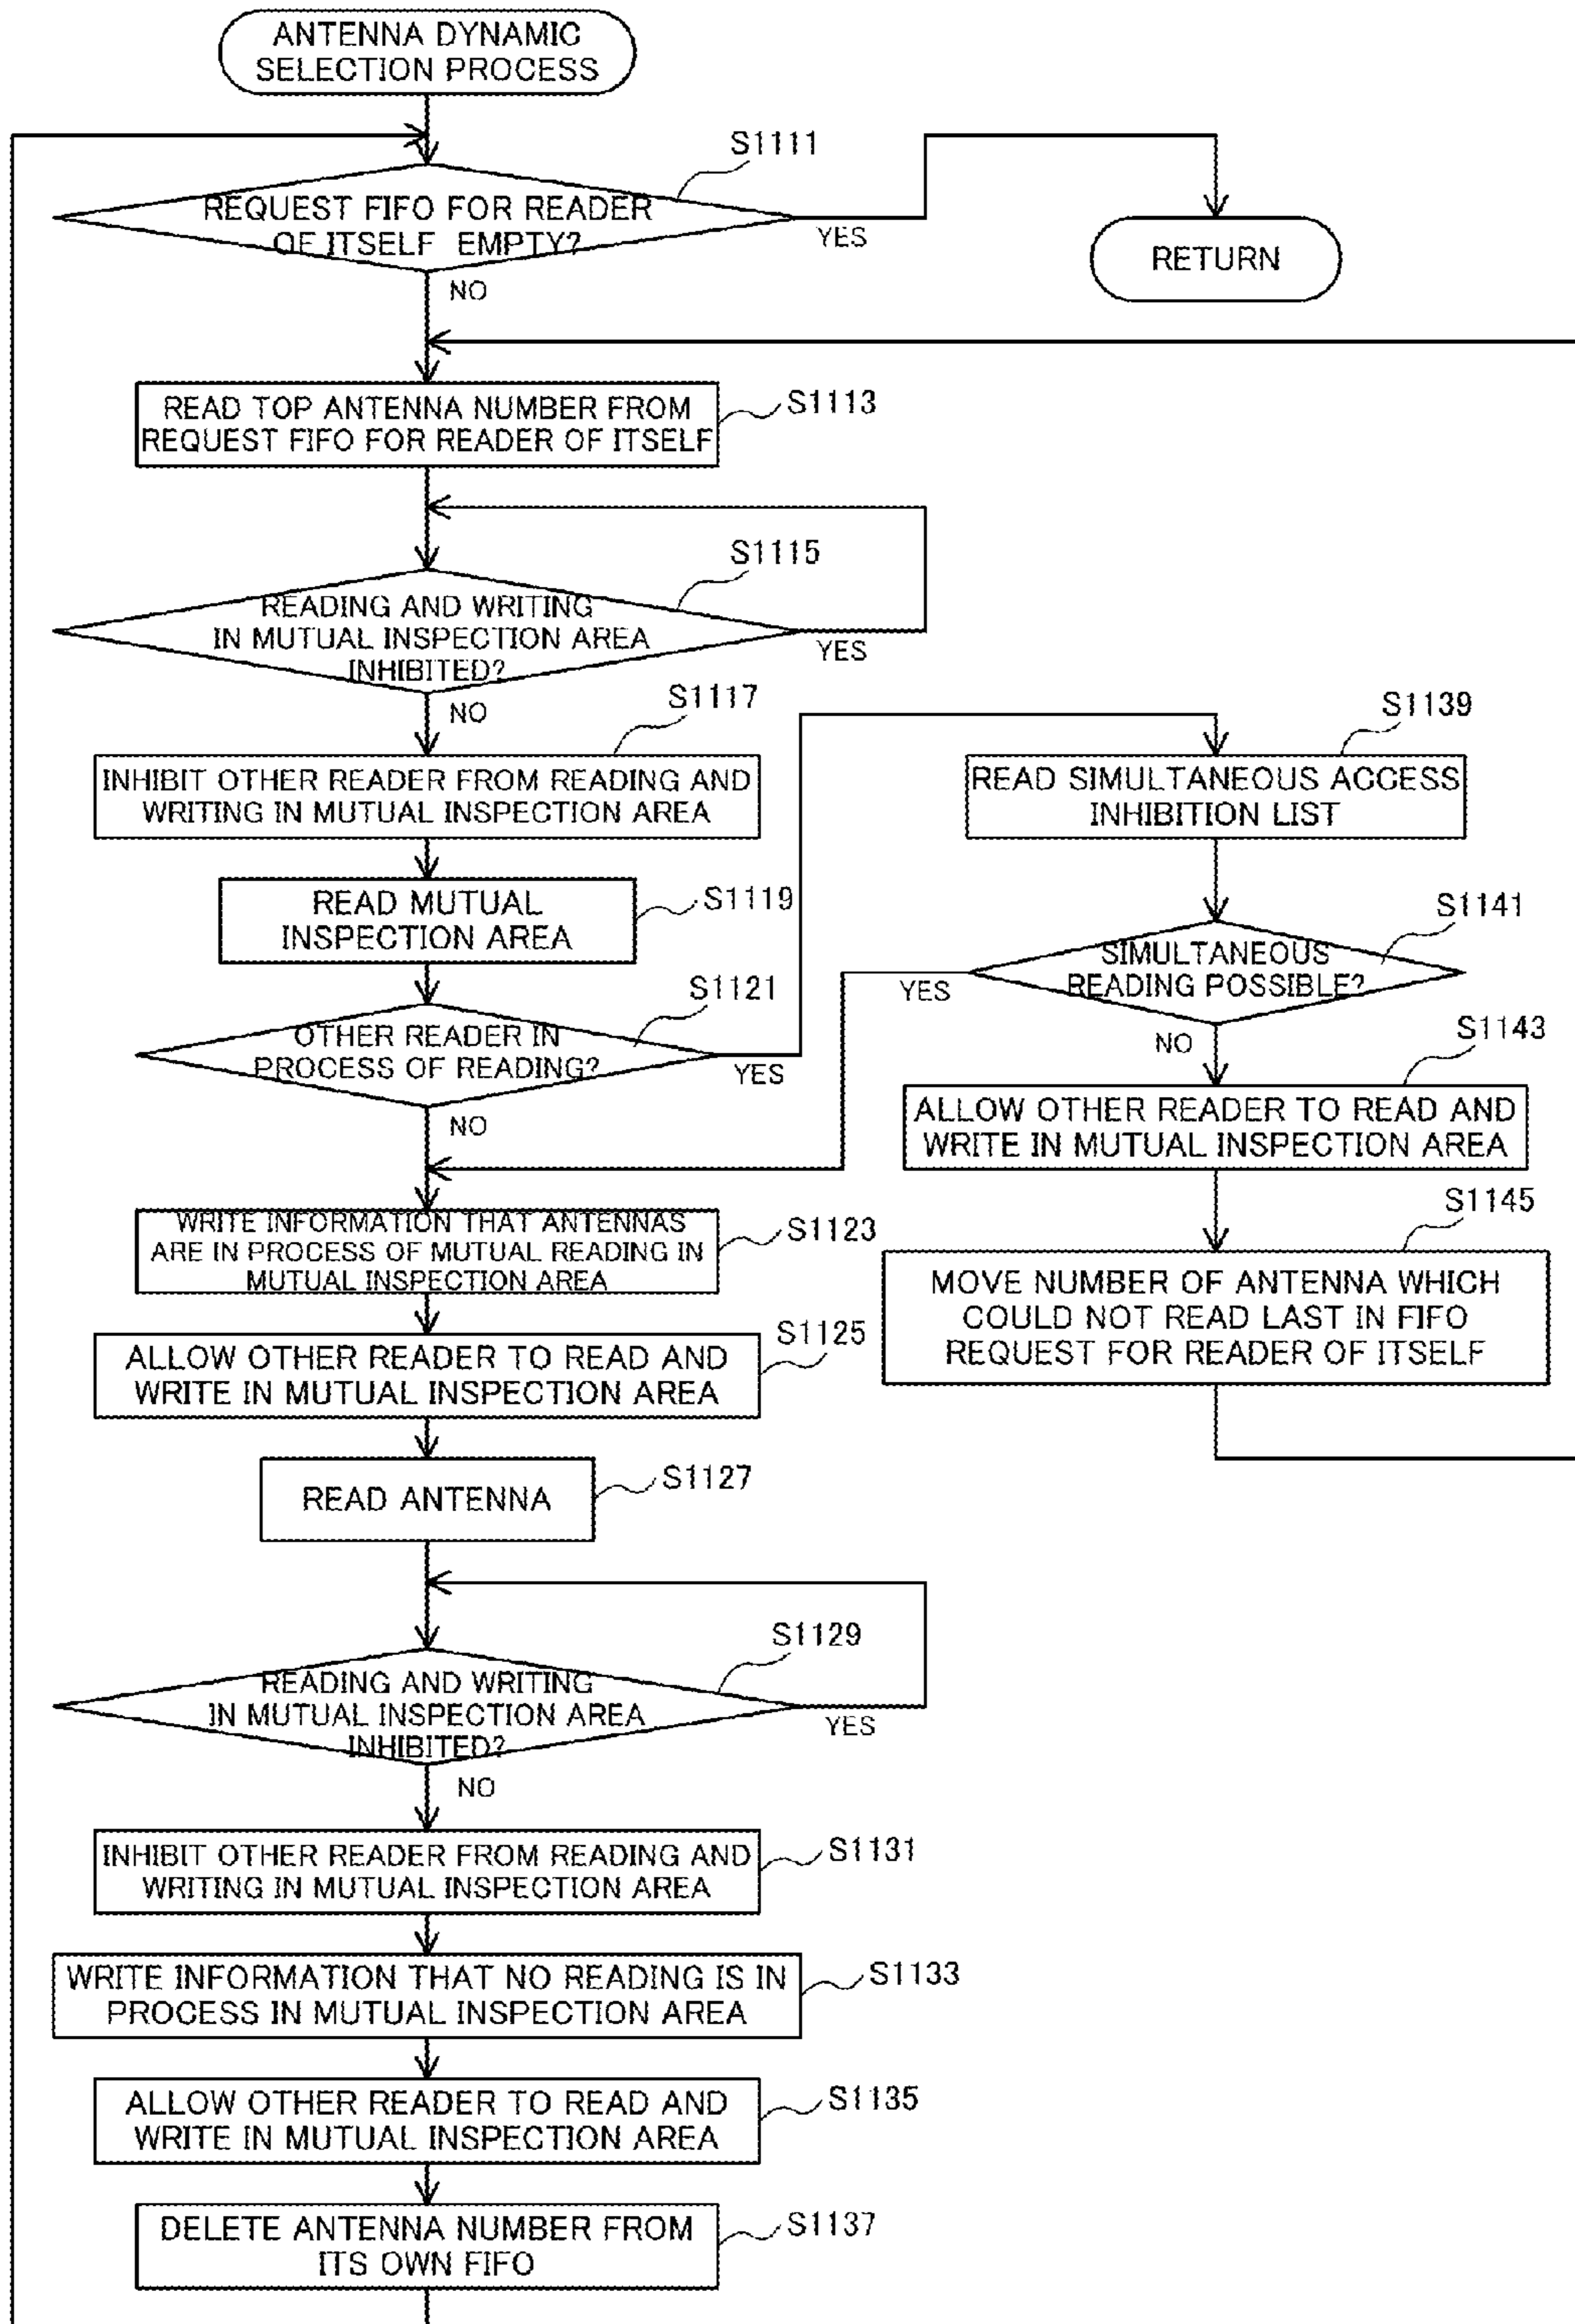 ANTENNA DYNAMIC
SELECTION PROCESS
S1111
REQUEST FIFO FOR READER
OF ITSELF EMPTY?
YES
NO
RETURN
READ TOP ANTENNA NUMBER FROM
REQUEST FIFO FOR READER OF ITSELF
S1113
S1115
READING AND WRITING
IN MUTUAL INSPECTION AREA
INHIBITED?
YES
NO
S1117
INHIBIT OTHER READER FROM READING AND
WRITING IN MUTUAL INSPECTION AREA
READ MUTUAL
INSPECTION AREA
S1119
S1121
OTHER READER IN
PROCESS OF READING?
YES
NO
S1139
READ SIMULTANEOUS ACCESS
INHIBITION LIST
S1141
SIMULTANEOUS
READING POSSIBLE?
YES
NO
S1143
ALLOW OTHER READER TO READ AND
WRITE IN MUTUAL INSPECTION AREA
S1145
MOVE NUMBER OF ANTENNA WHICH
COULD NOT READ LAST IN FIFO
REQUEST FOR READER OF ITSELF
WRITE INFORMATION THAT ANTENNAS
ARE IN PROCESS OF MUTUAL READING IN
MUTUAL INSPECTION AREA
S1123
S1125
ALLOW OTHER READER TO READ AND
WRITE IN MUTUAL INSPECTION AREA
READ ANTENNA
S1127
S1129
READING AND WRITING
IN MUTUAL INSPECTION AREA
INHIBITED?
YES
NO
INHIBIT OTHER READER FROM READING AND
WRITING IN MUTUAL INSPECTION AREA
S1131
WRITE INFORMATION THAT NO READING IS IN
PROCESS IN MUTUAL INSPECTION AREA
S1133
ALLOW OTHER READER TO READ AND
WRITE IN MUTUAL INSPECTION AREA
S1135
DELETE ANTENNA NUMBER FROM
ITS OWN FIFO
S1137